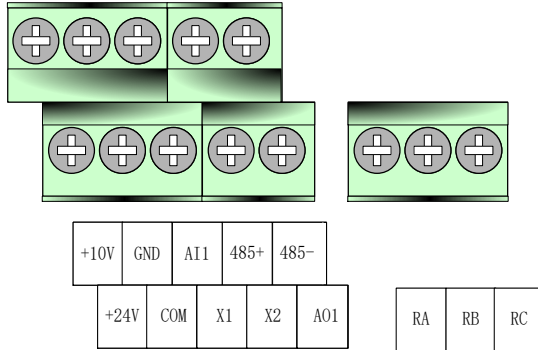 +10V GND AI1 485+ 485-
+24V COM X1 X2 AO1
RA RB RC